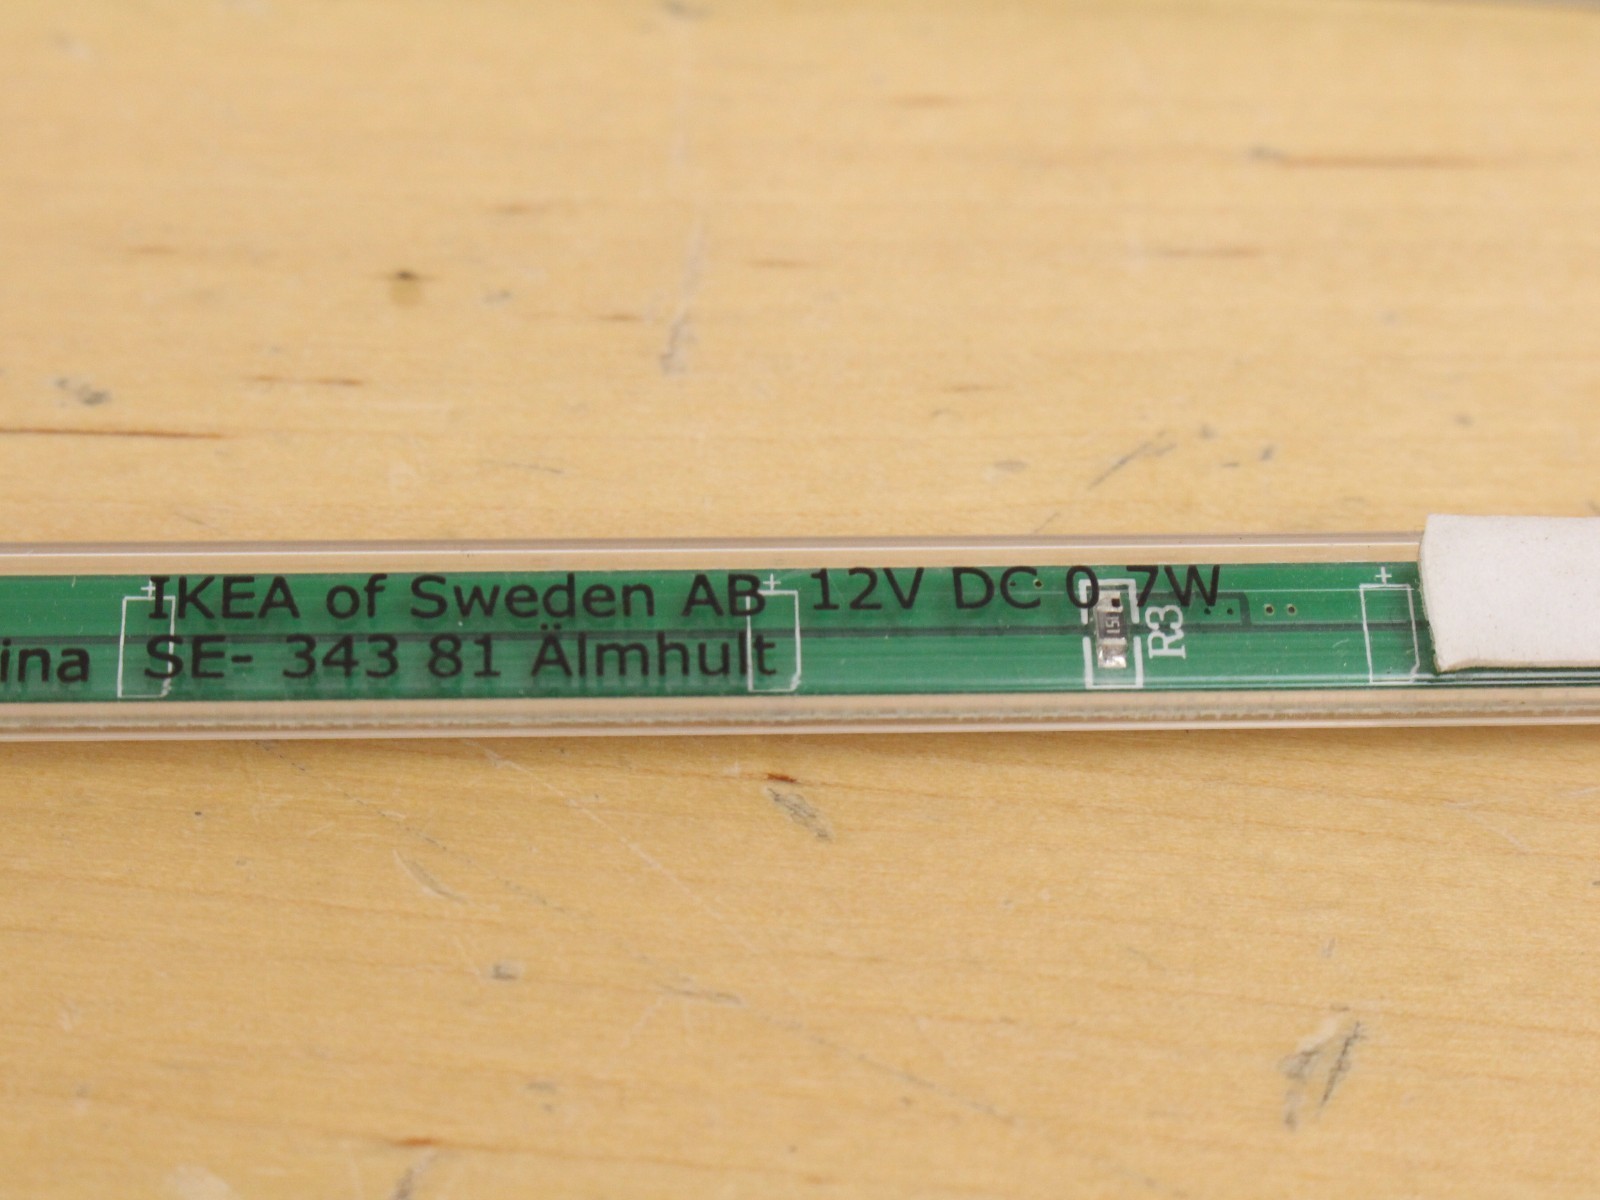 IKEA of Sweden AB 12V DC 0.7W
ina SE- 343 81 Älmhult
R3
151